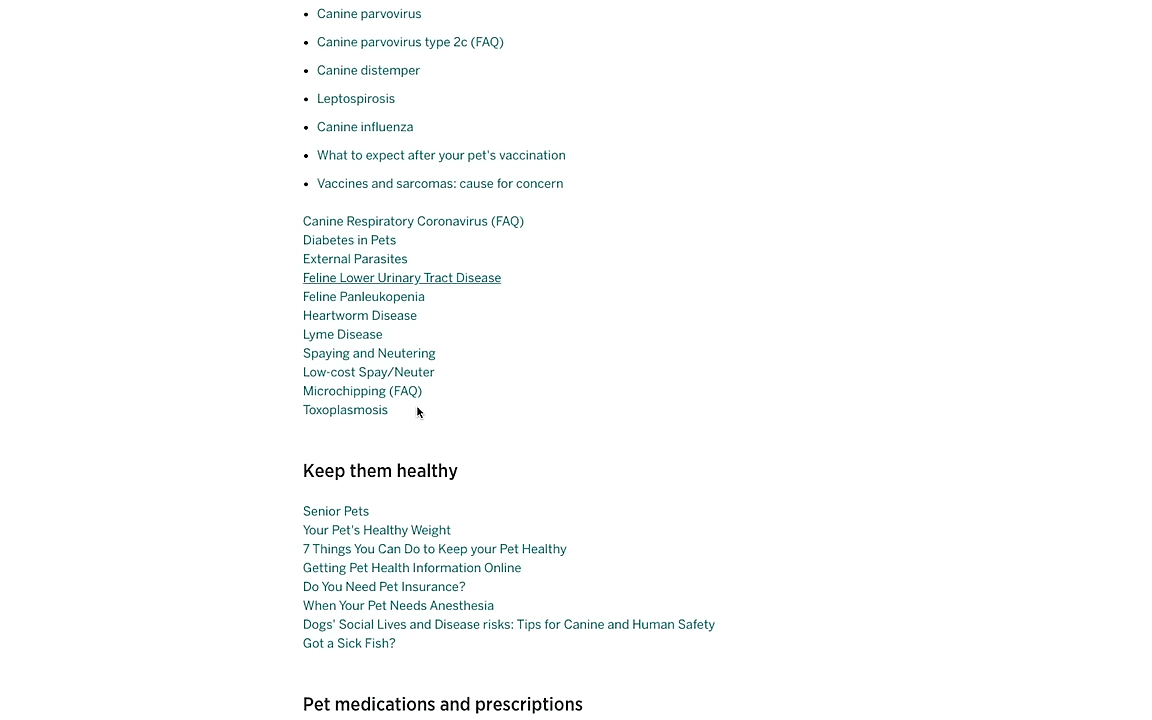 Canine parvovirus
Canine parvovirus type 2c (FAQ)
Canine distemper
Leptospirosis
Canine influenza
What to expect after your pet's vaccination
Vaccines and sarcomas: cause for concern
Canine Respiratory Coronavirus (FAQ)
Diabetes in Pets
External Parasites
Feline Lower Urinary Tract Disease
Feline Panleukopenia
Heartworm Disease
Lyme Disease
Spaying and Neutering
Low-cost Spay/Neuter
Microchipping (FAQ)
Toxoplasmosis
Keep them healthy
Senior Pets
Your Pet's Healthy Weight
7 Things You Can Do to Keep your Pet Healthy
Getting Pet Health Information Online
Do You Need Pet Insurance?
When Your Pet Needs Anesthesia
Dogs' Social Lives and Disease risks: Tips for Canine and Human Safety
Got a Sick Fish?
Pet medications and prescriptions